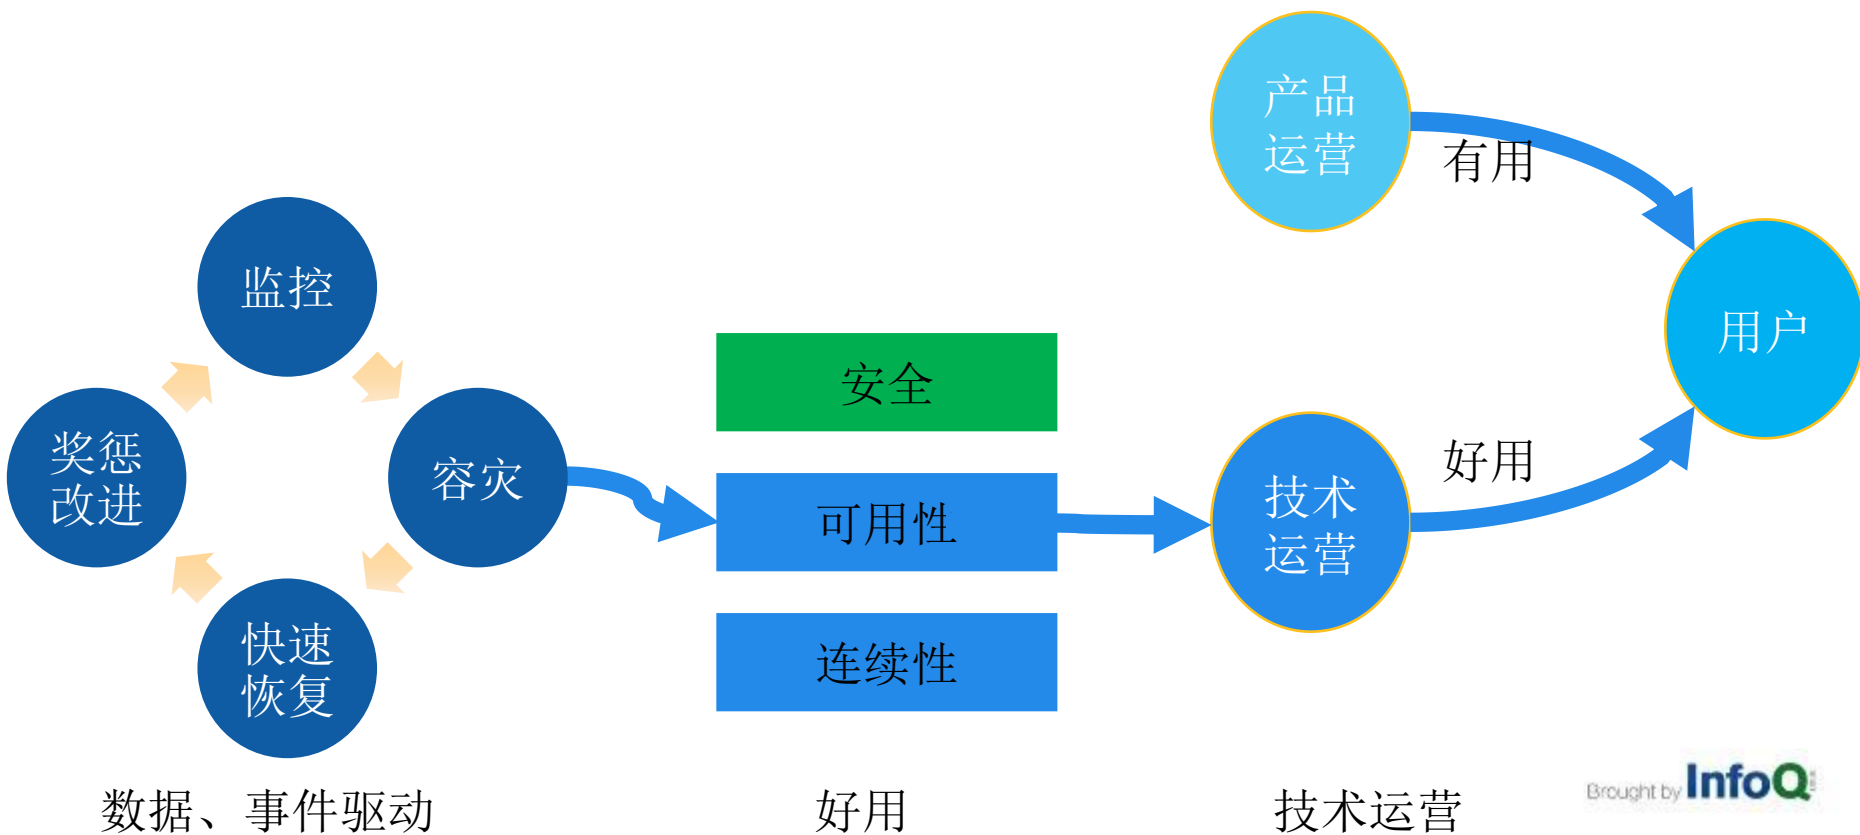 产品
运营
有用
监控
用户
安全
奖惩
改进
容灾
好用
可用性
技术
运营
快速
恢复
连续性
数据、事件驱动
好用
技术运营
Brought by InfoQ